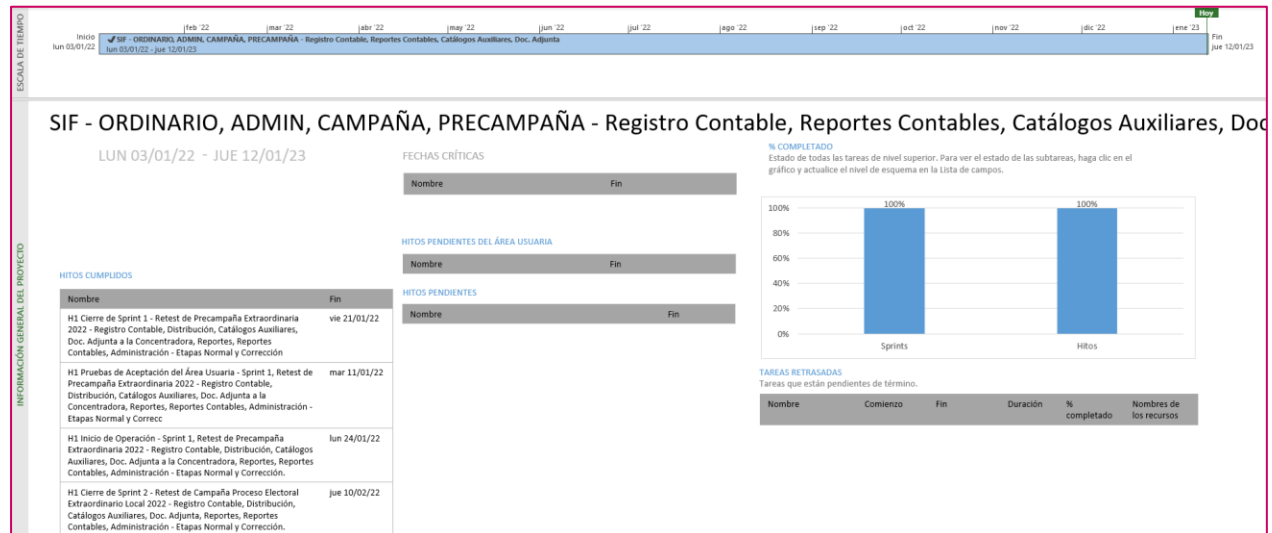 ESCALA DE TIEMPO
Hoy
feb '22 mar '22 abr '22 may '22 jun '22 jul '22 ago '22 sep '22 oct '22 nov '22 dic '22 ene '23
Inicio
lun 03/01/22
SIF - ORDINARIO, ADMIN, CAMPAÑA, PRECAMPAÑA - Registro Contable, Reportes Contables, Catálogos Auxiliares, Doc. Adjunta
lun 03/01/22 - jue 12/01/23
Fin
jue 12/01/23
INFORMACIÓN GENERAL DEL PROYECTO
SIF - ORDINARIO, ADMIN, CAMPAÑA, PRECAMPAÑA - Registro Contable, Reportes Contables, Catálogos Auxiliares, Doc
LUN 03/01/22 - JUE 12/01/23
HITOS CUMPLIDOS
Nombre Fin
H1 Cierre de Sprint 1 - Retest de Precampaña Extraordinaria vie 21/01/22
2022 - Registro Contable, Distribución, Catálogos Auxiliares,
Doc. Adjunta a la Concentradora, Reportes, Reportes
Contables, Administración - Etapas Normal y Corrección
H1 Pruebas de Aceptación del Área Usuaria - Sprint 1, Retest de mar 11/01/22
Precampaña Extraordinaria 2022 - Registro Contable,
Distribución, Catálogos Auxiliares, Doc. Adjunta a la
Concentradora, Reportes, Reportes Contables, Administración -
Etapas Normal y Correcc
H1 Inicio de Operación - Sprint 1, Retest de Precampaña lun 24/01/22
Extraordinaria 2022 - Registro Contable, Distribución, Catálogos
Auxiliares, Doc. Adjunta a la Concentradora, Reportes, Reportes
Contables, Administración - Etapas Normal y Corrección.
H1 Cierre de Sprint 2 - Retest de Campaña Proceso Electoral jue 10/02/22
Extraordinario Local 2022 - Registro Contable, Distribución,
Catálogos Auxiliares, Doc. Adjunta, Reportes, Reportes
Contables, Administración - Etapas Normal y Corrección.
FECHAS CRÍTICAS
Nombre Fin
HITOS PENDIENTES DEL ÁREA USUARIA
Nombre Fin
HITOS PENDIENTES
Nombre Fin
% COMPLETADO
Estado de todas las tareas de nivel superior. Para ver el estado de las subtareas, haga clic en el
gráfico y actualice el nivel de esquema en la Lista de campos.
100% 100%
100%
80%
60%
40%
20%
0%
Sprints Hitos
TAREAS RETRASADAS
Tareas que están pendientes de término.
Nombre Comienzo Fin Duración % Nombres de
completado los recursos